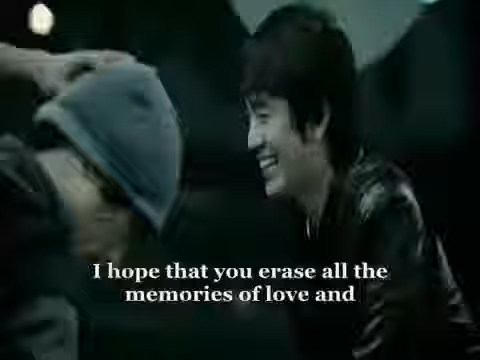 I hope that you erase all the
memories of love and